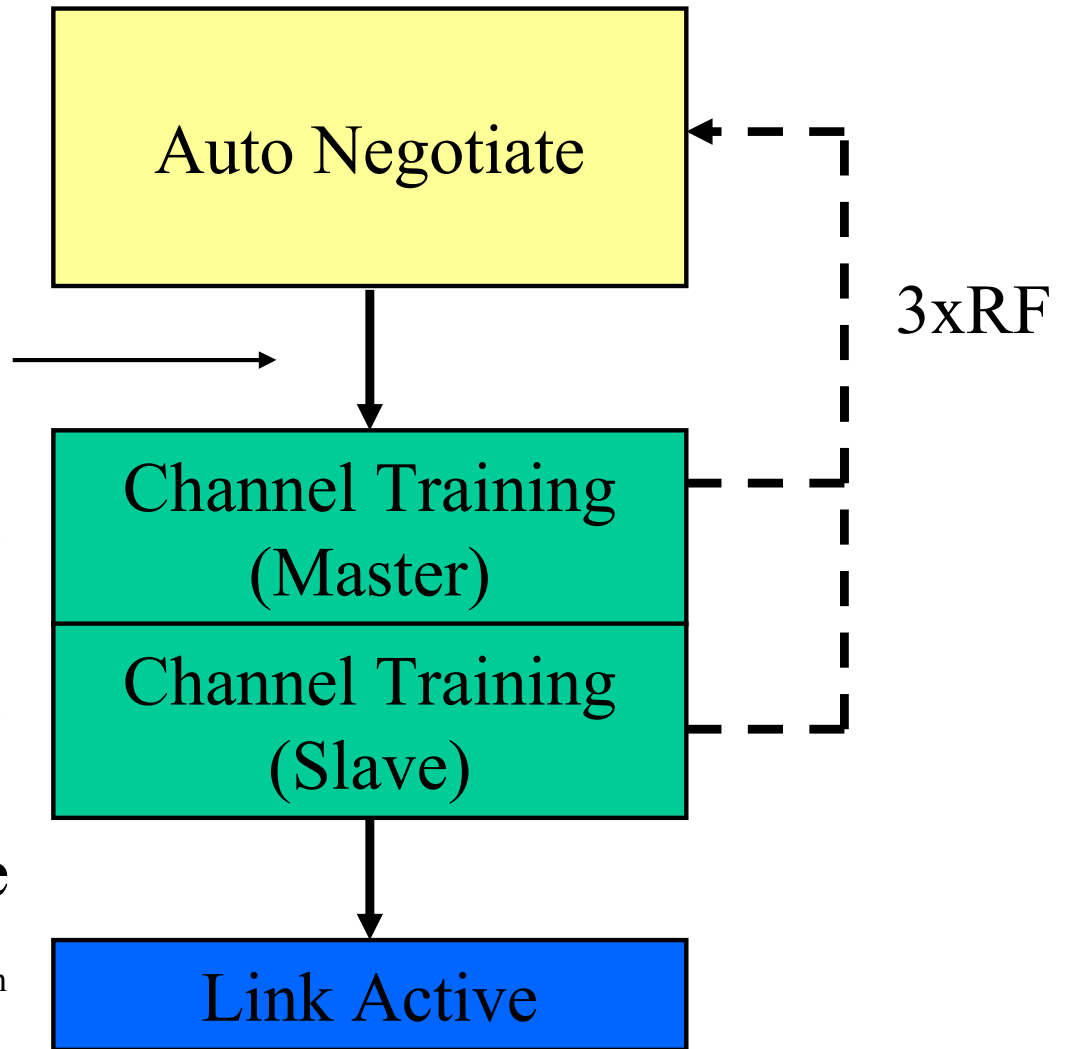 Auto Negotiate
3xRF
Channel Training
(Master)
Channel Training
(Slave)
Link Active